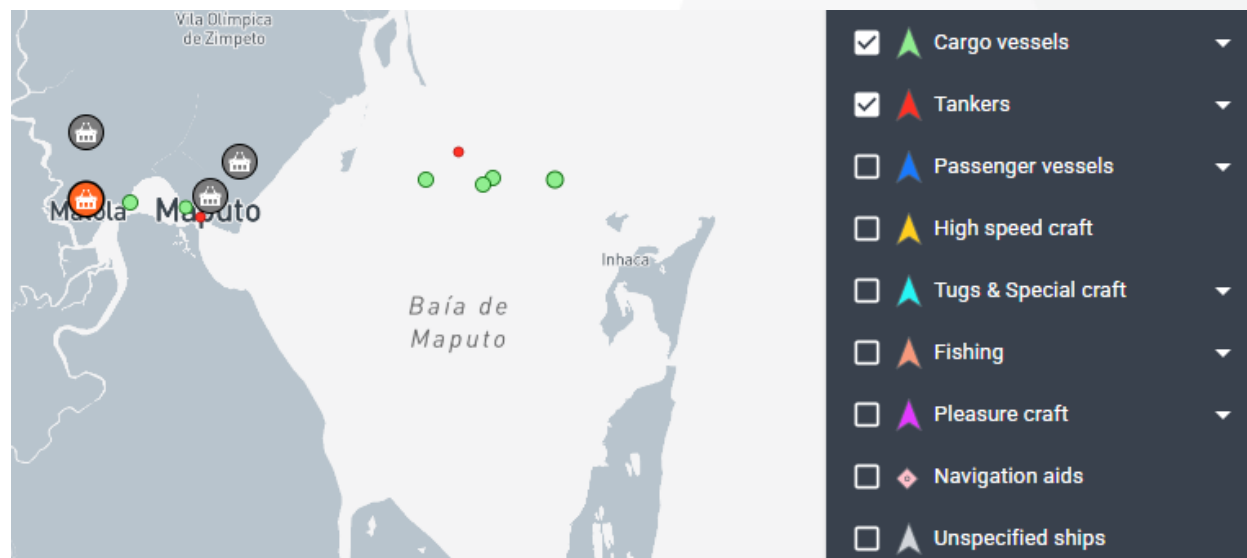 Vila Olímpica
de Zimpeto
Matola
Maputo
Inhaca
Baía de
Maputo
Cargo vessels
Tankers
Passenger vessels
High speed craft
Tugs & Special craft
Fishing
Pleasure craft
Navigation aids
Unspecified ships